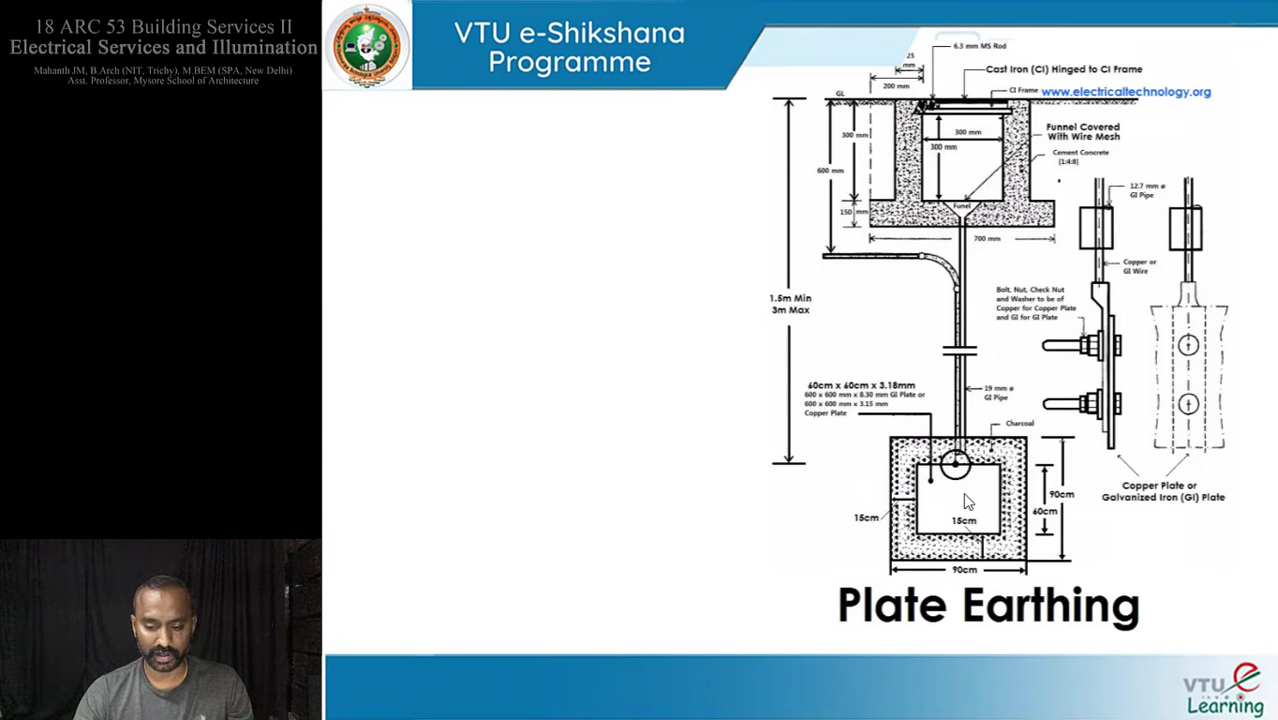 18 ARC 53 Building Services II
Electrical Services and Illumination
Mahanth JM, B.Arch (NIT, Trichy), M.BEM (SPA, New Delhi)
Asst. Professor, Mysore School of Architecture
VTU e-Shikshana
Programme
6.3 mm MS Rod
25
mm
Cast Iron (CI) Hinged to CI Frame
200 mm
CI Frame
www.electricaltechnology.org
GL
300 mm
300 mm
300 mm
Funnel Covered
With Wire Mesh
Cement Concrete
[1:4:8]
600 mm
12.7 mm ø
GI Pipe
Funel
150 mm
700 mm
Copper or
GI Wire
1.5m Min
3m Max
Bolt, Nut, Check Nut
and Washer to be of
Copper for Copper Plate
and GI for GI Plate
60cm x 60cm x 3.18mm
600 x 600 mm x 8.30 mm GI Plate or
600 x 600 mm x 3.15 mm
Copper Plate
19 mm ø
GI Pipe
Charcoal
Copper Plate or
Galvanized Iron (GI) Plate
90cm
60cm
15cm
15cm
90cm
Plate Earthing
VTU e
Learning